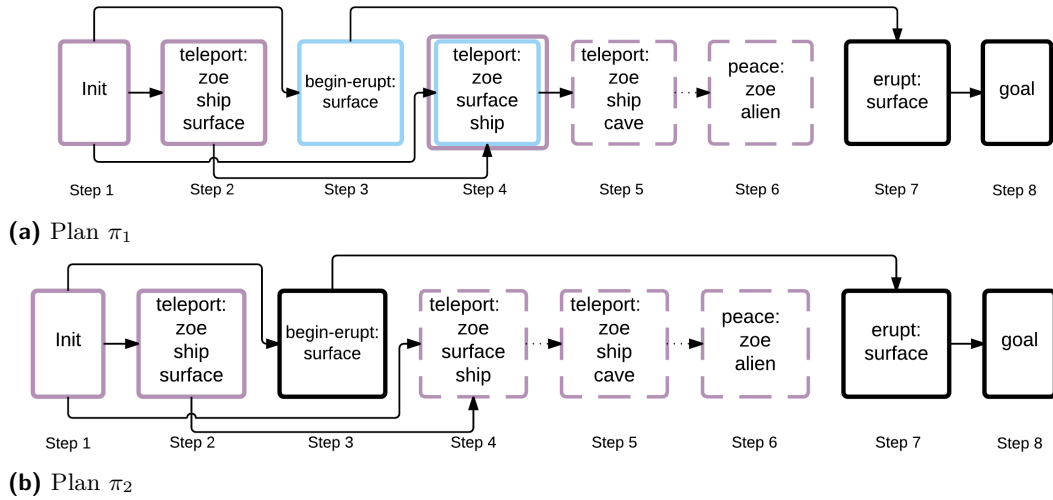 Init
teleport:
zoe
ship
surface
begin-erupt:
surface
teleport:
zoe
surface
ship
teleport:
zoe
ship
cave
peace:
zoe
alien
erupt:
surface
goal
Step 1 Step 2 Step 3 Step 4 Step 5 Step 6 Step 7 Step 8
(a) Plan π1
Init
teleport:
zoe
ship
surface
begin-erupt:
surface
teleport:
zoe
surface
ship
teleport:
zoe
ship
cave
peace:
zoe
alien
erupt:
surface
goal
Step 1 Step 2 Step 3 Step 4 Step 5 Step 6 Step 7 Step 8
(b) Plan π2